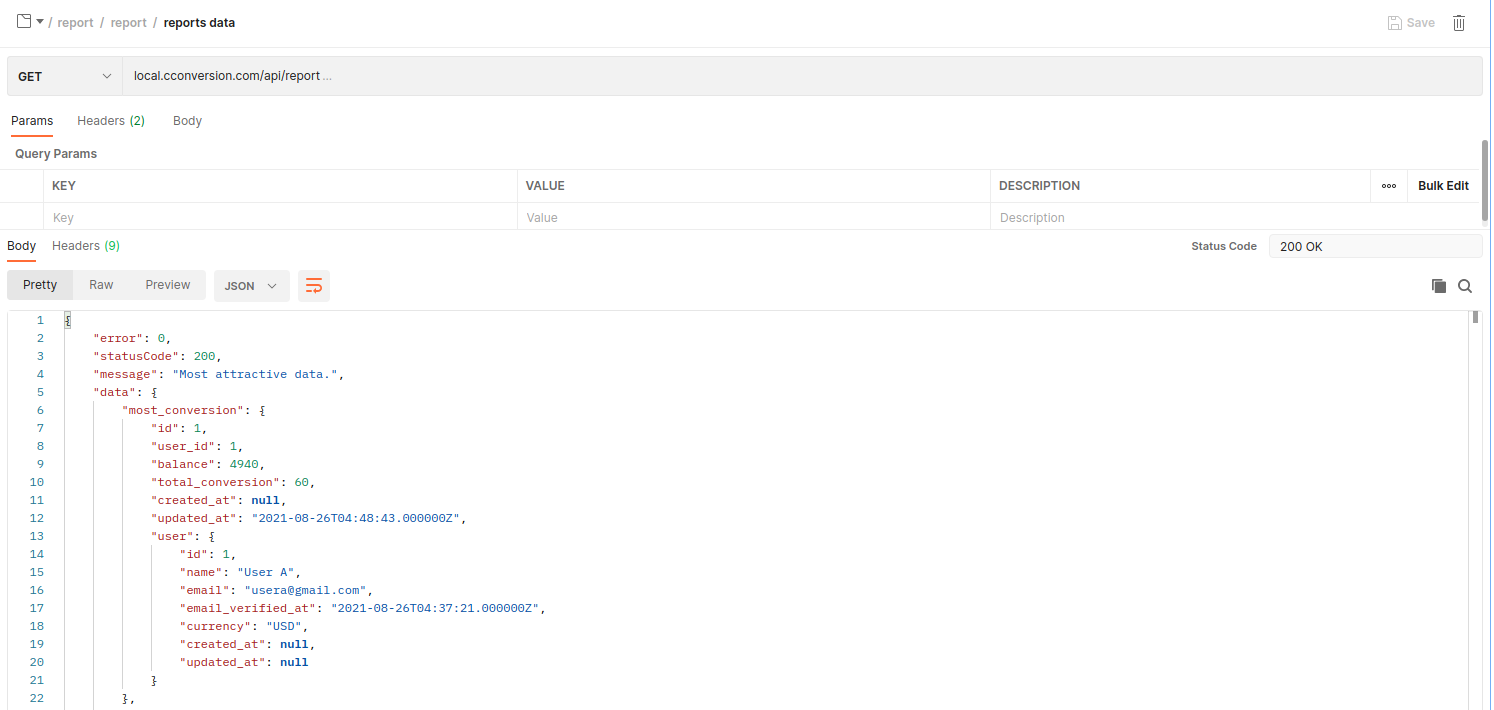 / report / report / reports data
Save
GET local.cconversion.com/api/report ...
Params Headers (2) Body
Query Params
KEY VALUE DESCRIPTION Bulk Edit
Key Value Description
Body Headers (9) Status Code 200 OK
Pretty Raw Preview JSON
1 {
2 "error": 0,
3 "statusCode": 200,
4 "message": "Most attractive data.",
5 "data": {
6 "most_conversion": {
7 "id": 1,
8 "user_id": 1,
9 "balance": 4940,
10 "total_conversion": 60,
11 "created_at": null,
12 "updated_at": "2021-08-26T04:48:43.000000Z",
13 "user": {
14 "id": 1,
15 "name": "User A",
16 "email": "usera@gmail.com",
17 "email_verified_at": "2021-08-26T04:37:21.000000Z",
18 "currency": "USD",
19 "created_at": null,
20 "updated_at": null
21 }
22 },